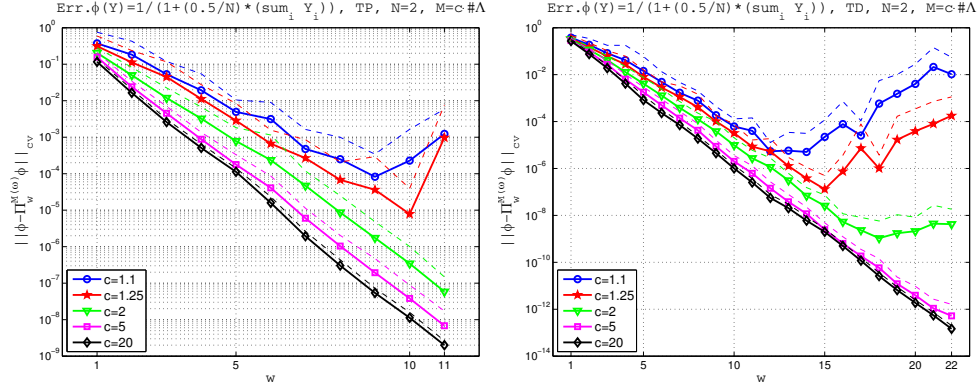 Err.ϕ(Y)=1/(1+(0.5/N)*(sum_i Y_i)), TP, N=2, M=c·#Λ
||ϕ-Π_w^{M(ω)}ϕ||_cv
10^0
10^-1
10^-2
10^-3
10^-4
10^-5
10^-6
10^-7
10^-8
10^-9
c=1.1
c=1.25
c=2
c=5
c=20
1 5 10 11
w
Err.ϕ(Y)=1/(1+(0.5/N)*(sum_i Y_i)), TD, N=2, M=c·#Λ
||ϕ-Π_w^{M(ω)}ϕ||_cv
10^0
10^-2
10^-4
10^-6
10^-8
10^-10
10^-12
10^-14
c=1.1
c=1.25
c=2
c=5
c=20
1 5 10 15 20 22
w